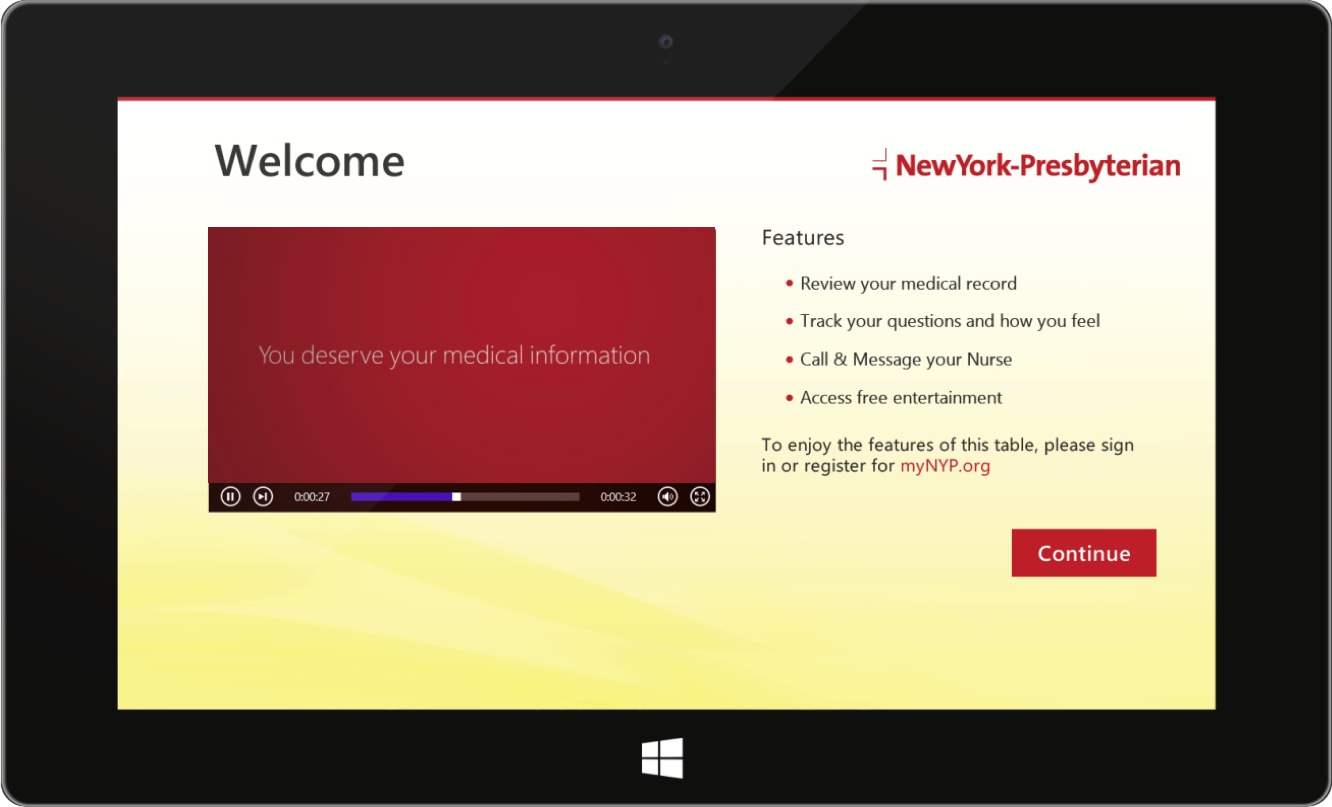 Welcome
NewYork-Presbyterian
You deserve your medical information
0:00:27
0:00:32
Features
Review your medical record
Track your questions and how you feel
Call & Message your Nurse
Access free entertainment
To enjoy the features of this table, please sign
in or register for myNYP.org
Continue